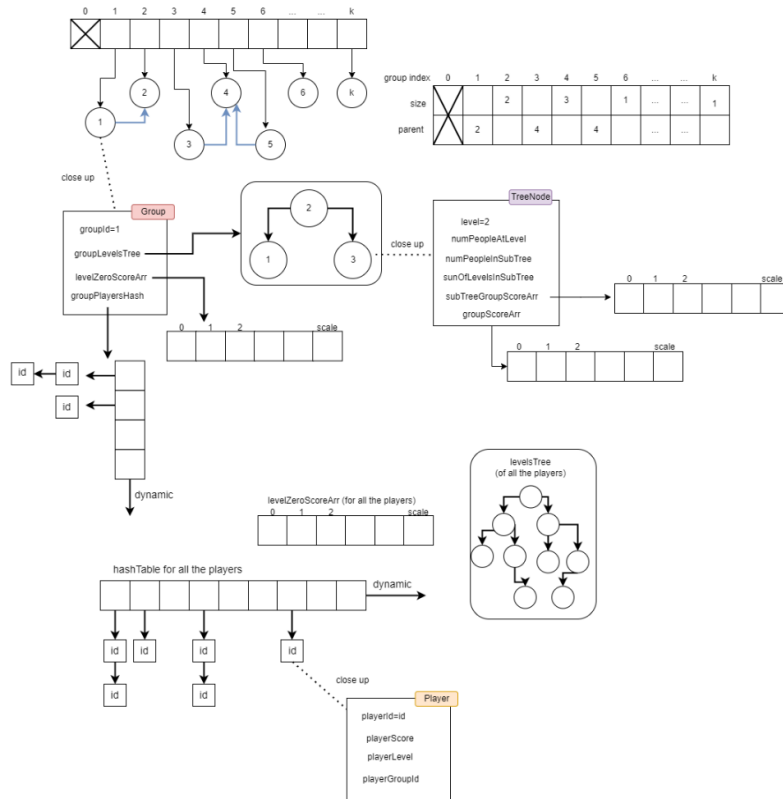 0 1 2 3 4 5 6 ... ... k
2
4
6
k
1
3
5
group index 0 1 2 3 4 5 6 ... ... k
size 2 3 1 ... ... 1
parent 2 4 4 ... ...
close up
Group
groupId=1
groupLevelsTree
levelZeroScoreArr
groupPlayersHash
2
1 3
close up
TreeNode
level=2
numPeopleAtLevel
numPeopleInSubTree
sunOfLevelsInSubTree
subTreeGroupScoreArr
groupScoreArr
0 1 2 scale
0 1 2 scale
0 1 2 scale
id id
id
dynamic
levelZeroScoreArr (for all the players)
0 1 2 scale
levelsTree
(of all the players)
hashTable for all the players
dynamic
id id id id
id id
close up
Player
playerId=id
playerScore
playerLevel
playerGroupId